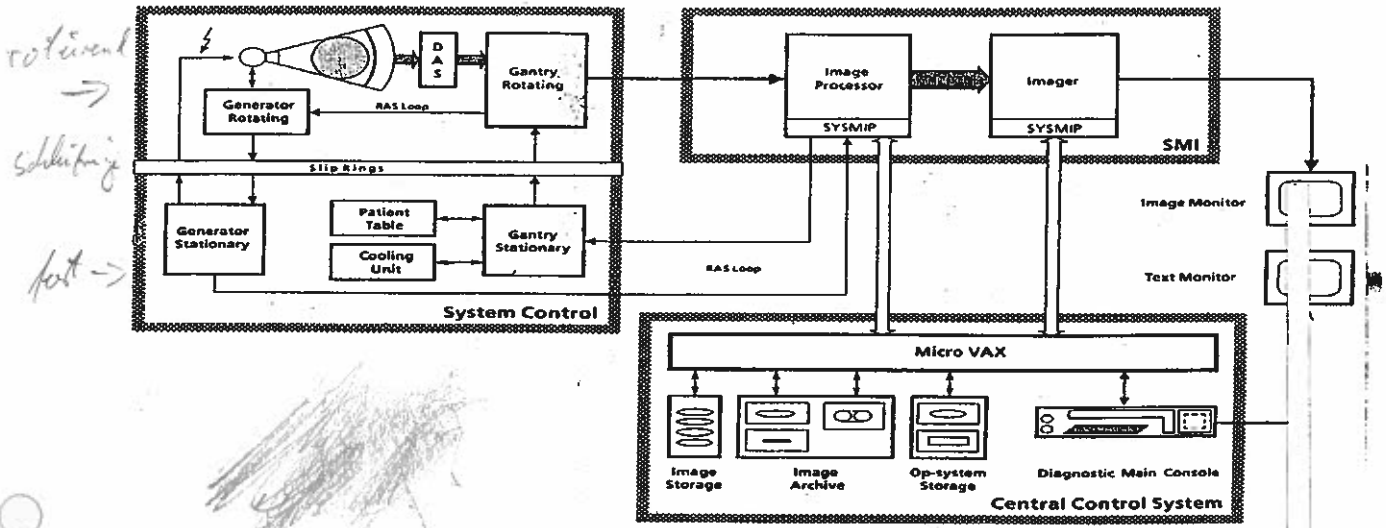 rotierend
D
A
S
Gantry
Rotating
Generator
Rotating
RAS Loop
Slip Rings
Generator
Stationary
Patient
Table
Cooling
Unit
Gantry
Stationary
RAS Loop
System Control
Image
Processor
SYSMIP
Imager
SYSMIP
SMI
Image Monitor
Text Monitor
Micro VAX
Image
Storage
Image
Archive
Op-system
Storage
Diagnostic Main Console
Central Control System